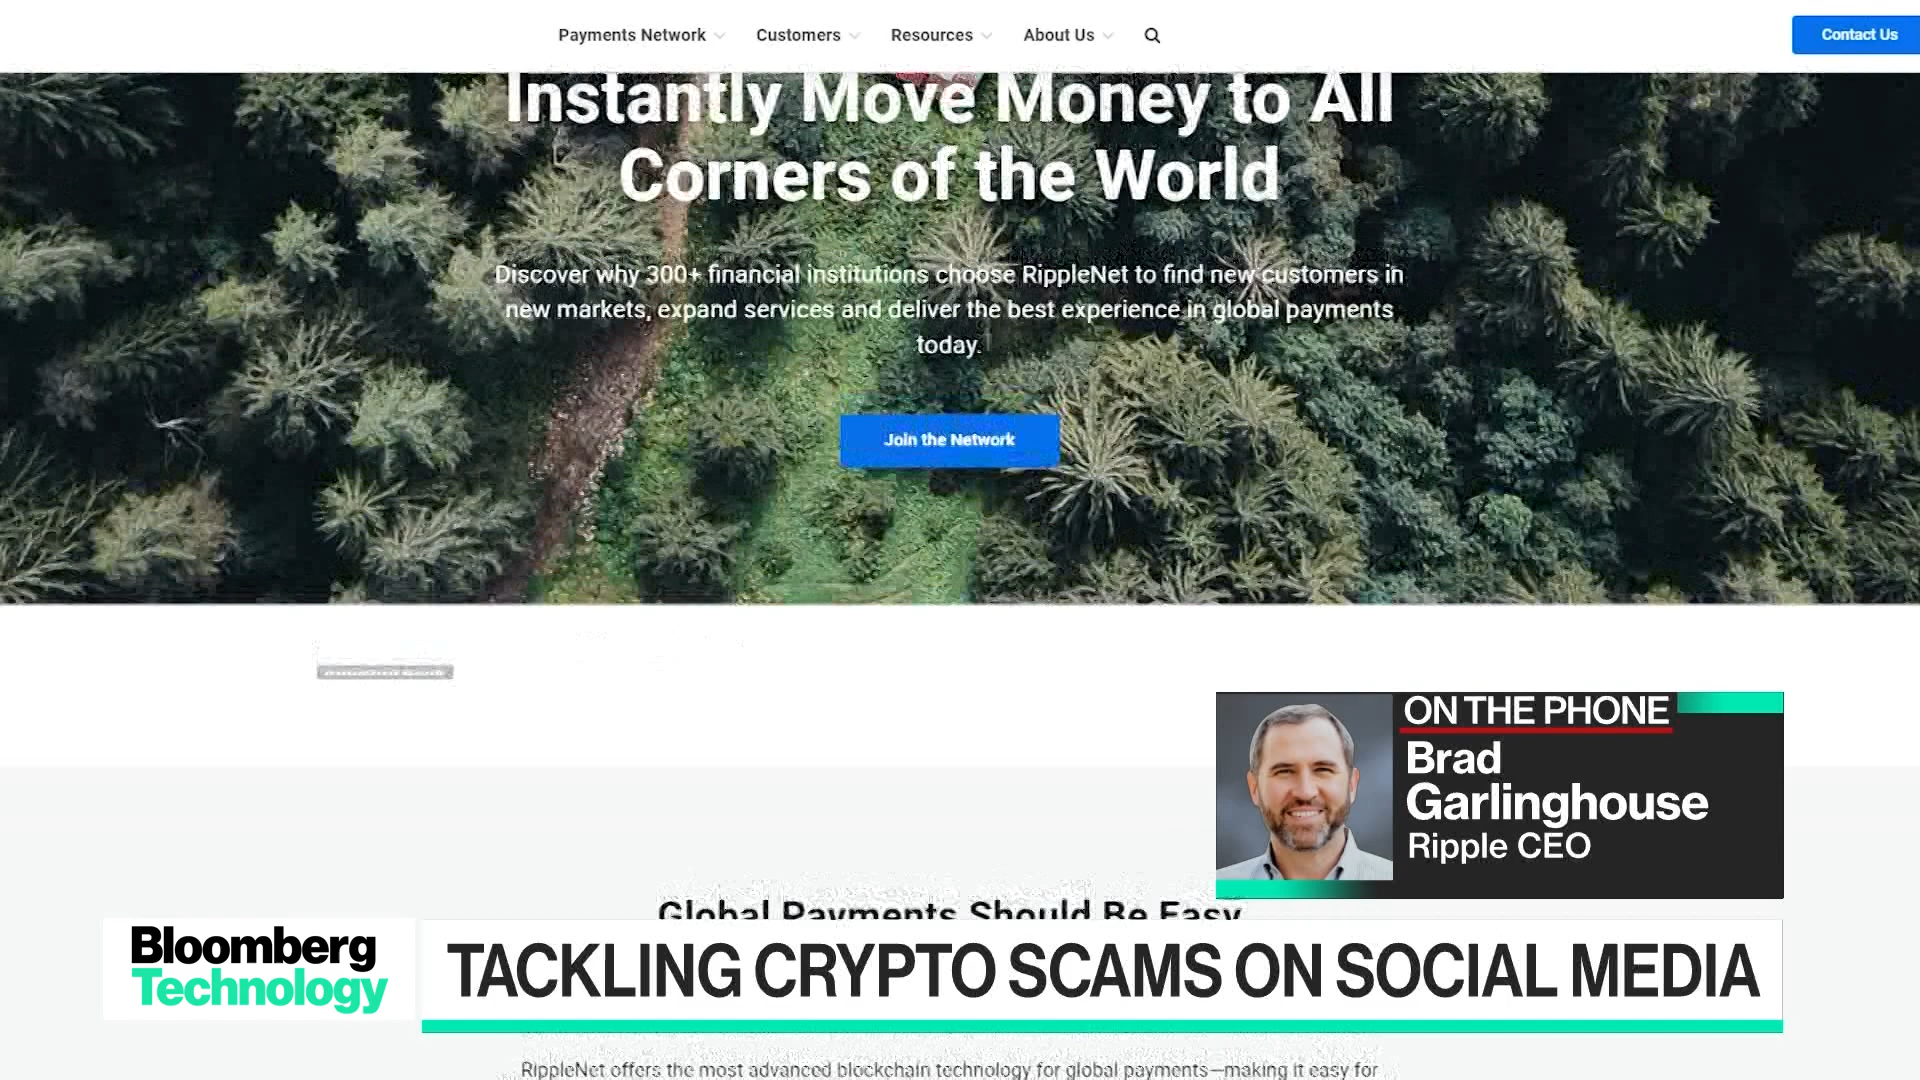 Payments Network
Customers
Resources
About Us
Contact Us
Instantly Move Money to All
Corners of the World
Discover why 300+ financial institutions choose RippleNet to find new customers in
new markets, expand services and deliver the best experience in global payments
today.
Join the Network
ON THE PHONE
Brad
Garlinghouse
Ripple CEO
Global Payments Should Be Easy
Bloomberg
Technology
TACKLING CRYPTO SCAMS ON SOCIAL MEDIA
RippleNet offers the most advanced blockchain technology for global payments—making it easy for